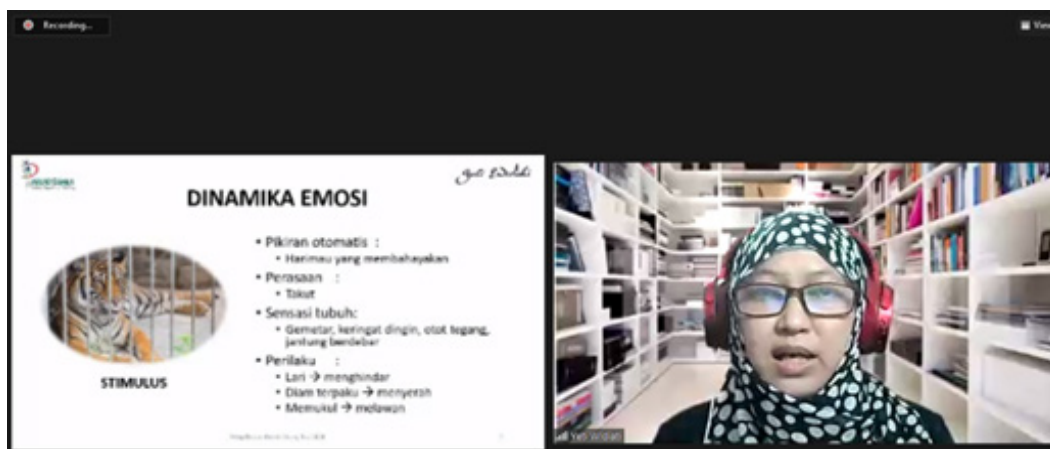 Recording...
View
DINAMIKA EMOSI
• Pikiran otomatis :
• Harimau yang membahayakan
• Perasaan :
• Takut
• Sensasi tubuh:
• Gemetar, keringat dingin, otot tegang,
jantung berdebar
• Perilaku :
• Lari → menghindar
• Diam terpaku → menyerah
• Memukul → melawan
STIMULUS